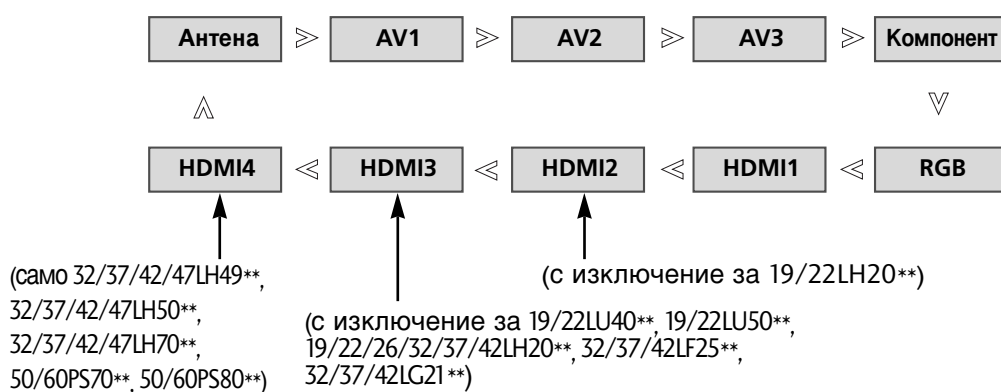 Антена AV1 AV2 AV3 Компонент
HDMI4 HDMI3 HDMI2 HDMI1 RGB
(само 32/37/42/47LH49**,
32/37/42/47LH50**,
32/37/42/47LH70**,
50/60PS70**, 50/60PS80**)
(с изключение за 19/22LU40**, 19/22LU50**,
19/22/26/32/37/42LH20**, 32/37/42LF25**,
32/37/42LG21**)
(с изключение за 19/22LH20**)